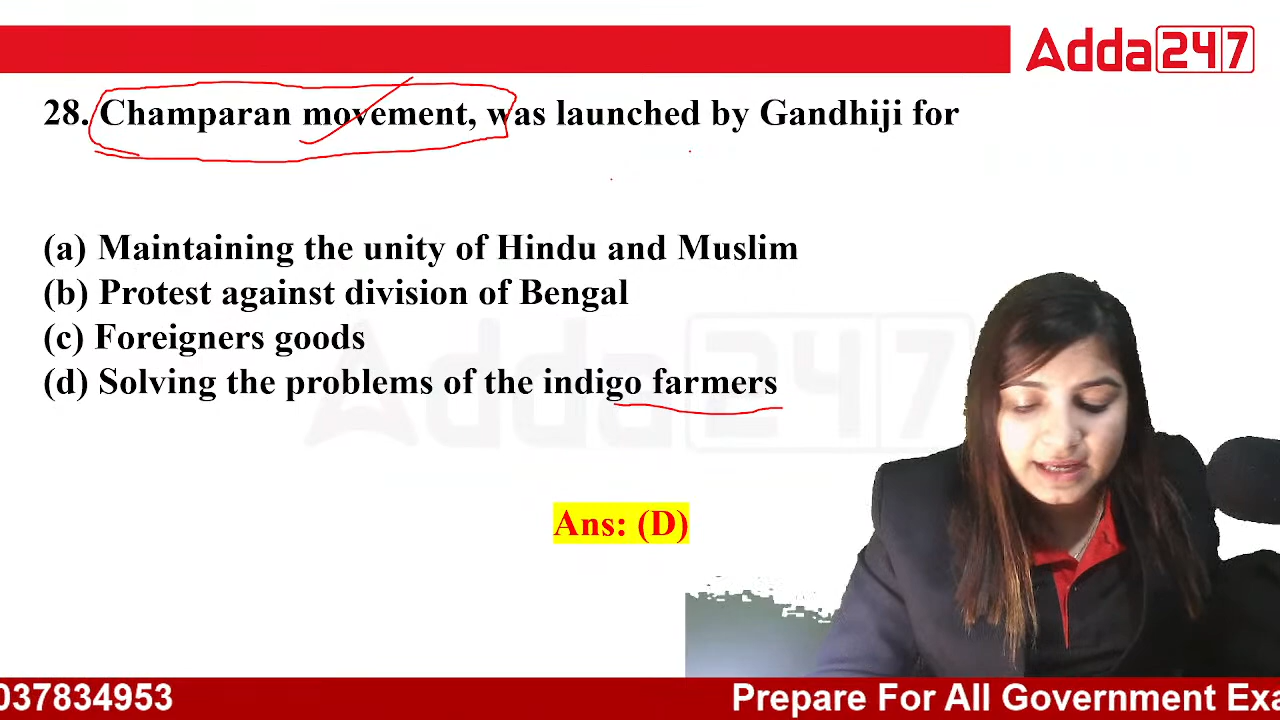 Adda247
28. Champaran movement, was launched by Gandhiji for
(a) Maintaining the unity of Hindu and Muslim
(b) Protest against division of Bengal
(c) Foreigners goods
(d) Solving the problems of the indigo farmers
Adda247
Ans: (D)
037834953 Prepare For All Government Exa